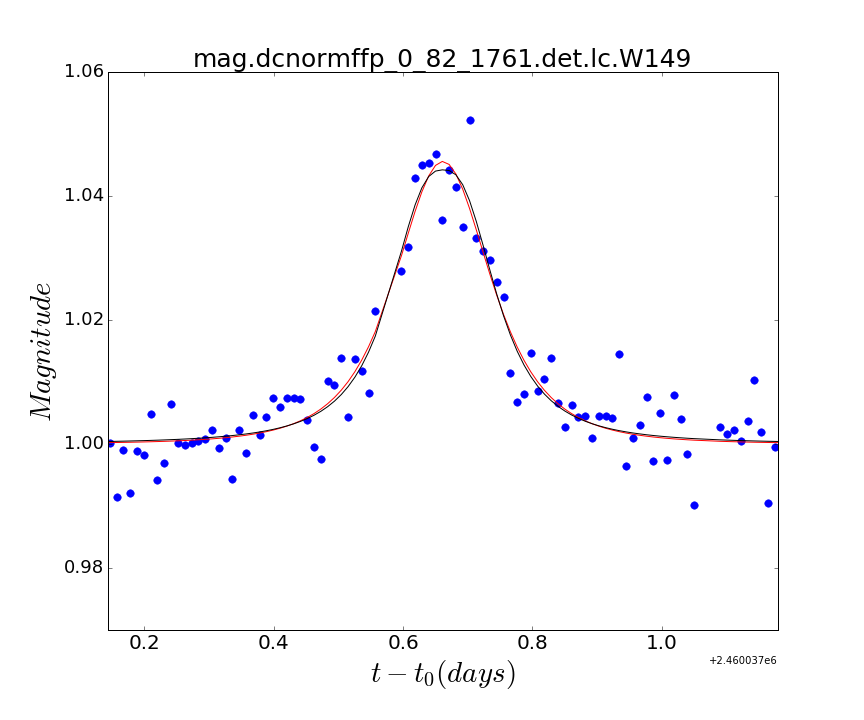 mag.dcnormffp_0_82_1761.det.lc.W149
1.06
1.04
1.02
1.00
0.98
Magnitude
0.2 0.4 0.6 0.8 1.0
+2.460037e6
t − t₀(days)